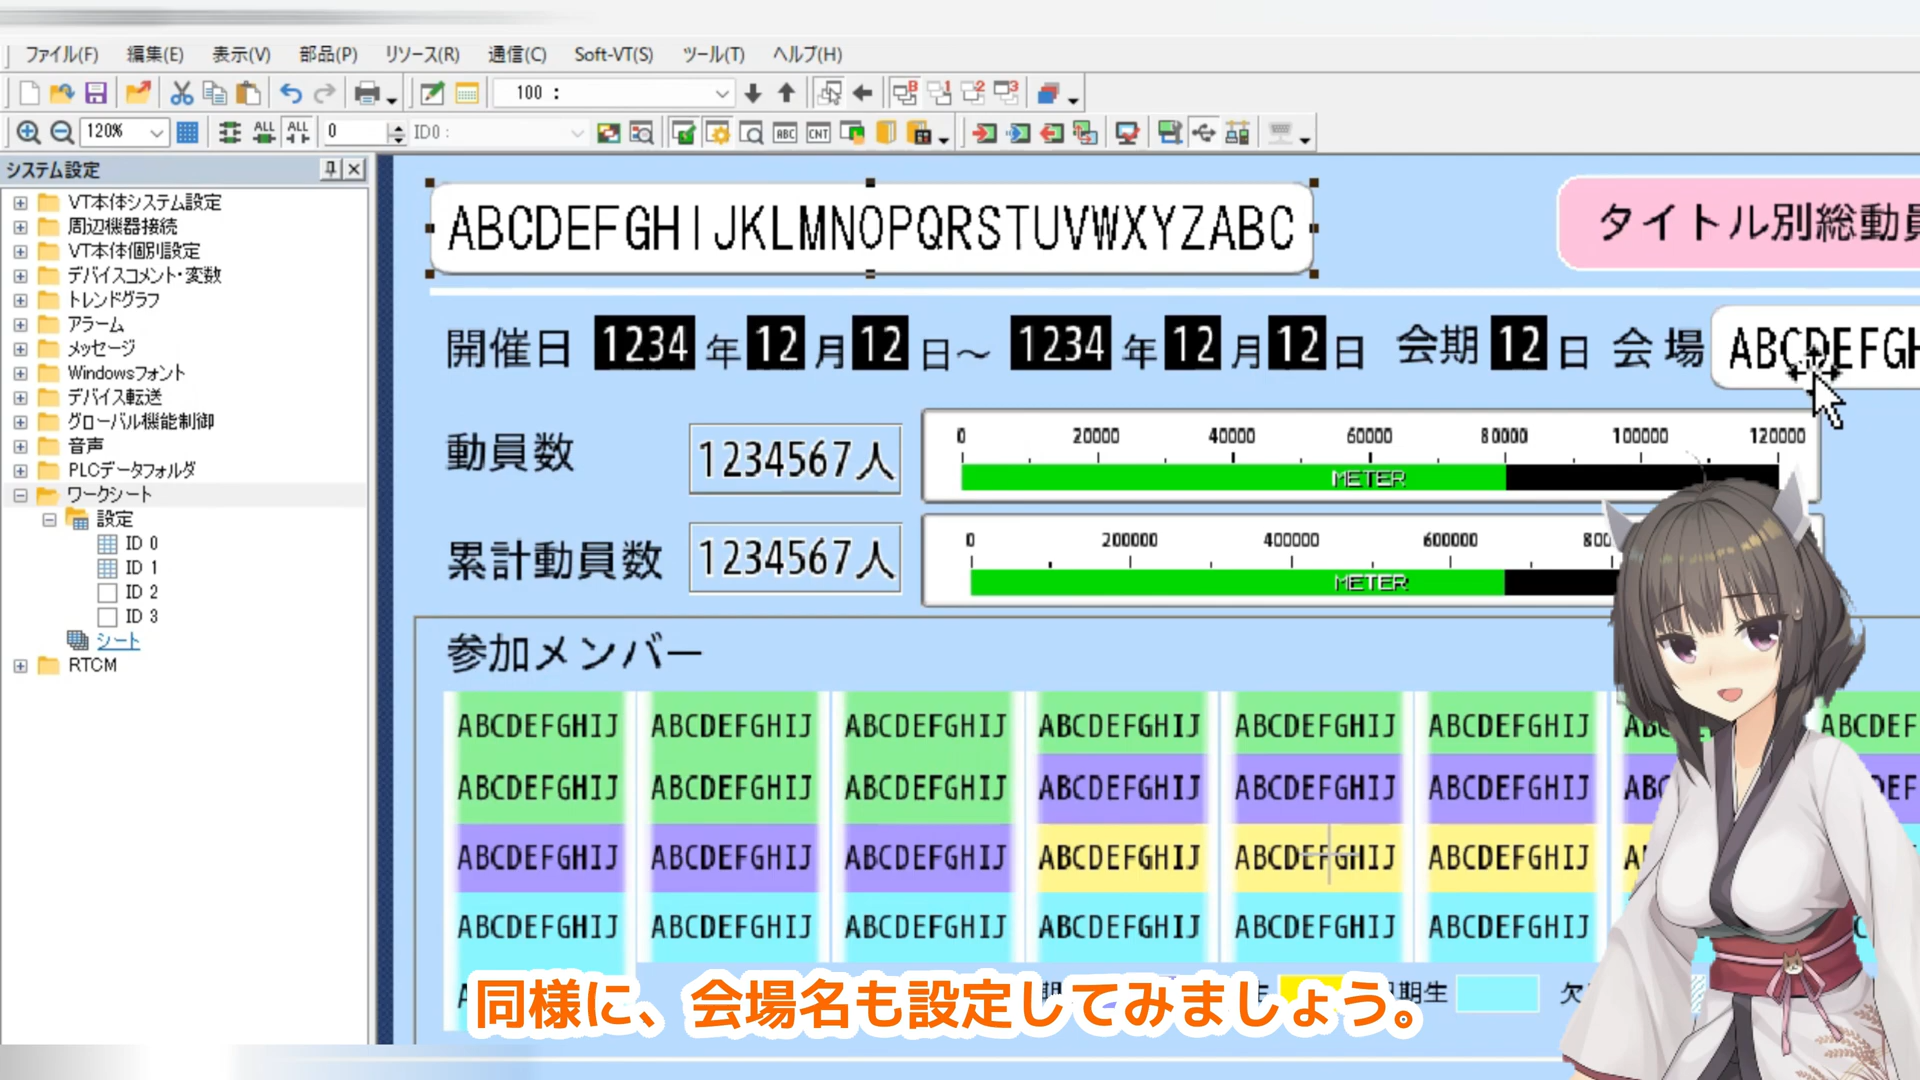 ファイル(F) 編集(E) 表示(V) 部品(P) リソース(R) 通信(C) Soft-VT(S) ツール(T) ヘルプ(H)
100 :
120% ALL ALL 0 ID0 : ABC CNT
システム設定
VT本体システム設定
周辺機器接続
VT本体個別設定
デバイスコメント・変数
トレンドグラフ
アラーム
メッセージ
Windowsフォント
デバイス転送
グローバル機能制御
音声
PLCデータフォルダ
ワークシート
設定
ID 0
ID 1
ID 2
ID 3
シート
RTCM
ABCDEFGHIJKLMNOPQRSTUVWXYZABC
タイトル別総動員
開催日 1234 年 12 月 12 日～ 1234 年 12 月 12 日 会期 12 日 会場 ABCDEFGH
動員数 1234567人
0 20000 40000 60000 80000 100000 120000
METER
累計動員数 1234567人
0 200000 400000 600000 800
METER
参加メンバー
ABCDEFGHIJ ABCDEFGHIJ ABCDEFGHIJ ABCDEFGHIJ ABCDEFGHIJ ABCDEFGHIJ ABCDEF
ABCDEFGHIJ ABCDEFGHIJ ABCDEFGHIJ ABCDEFGHIJ ABCDEFGHIJ ABCDEFGHIJ
ABCDEFGHIJ ABCDEFGHIJ ABCDEFGHIJ ABCDEFGHIJ ABCDEFGHIJ ABCDEFGHIJ
ABCDEFGHIJ ABCDEFGHIJ ABCDEFGHIJ ABCDEFGHIJ ABCDEFGHIJ ABCDEFGHIJ
期生 欠
同様に、会場名も設定してみましょう。